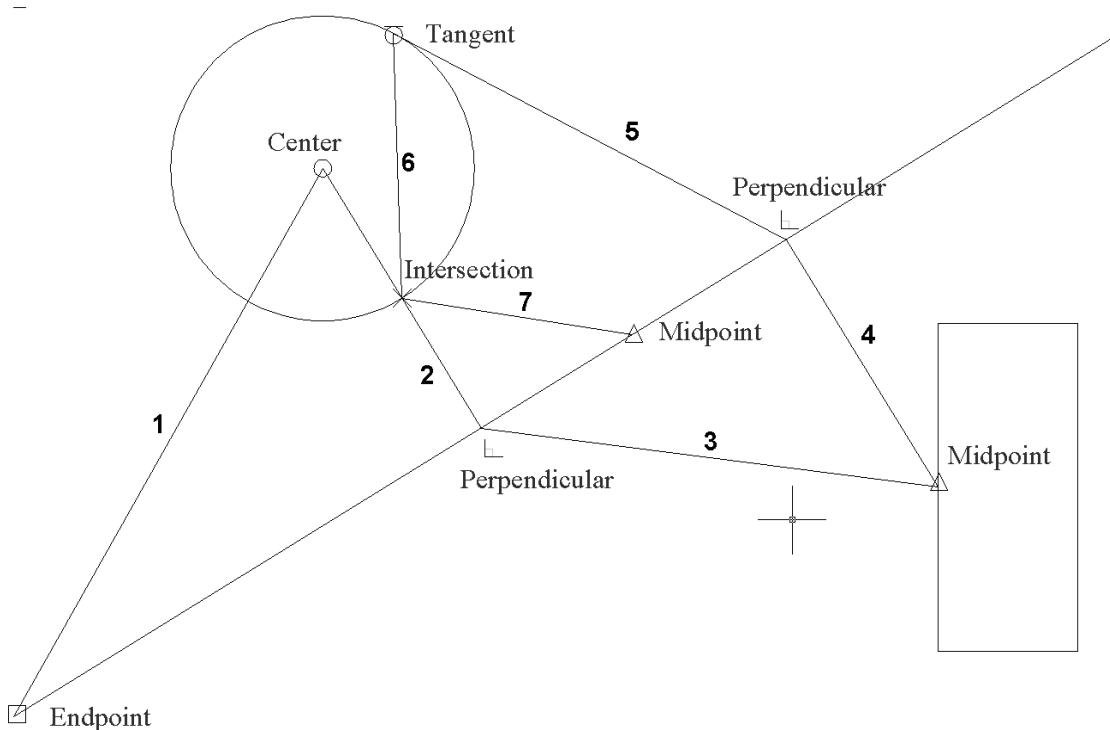 Tangent
Center
5
6
Perpendicular
Intersection
7
Midpoint
4
2
1
3
Midpoint
Perpendicular
Endpoint